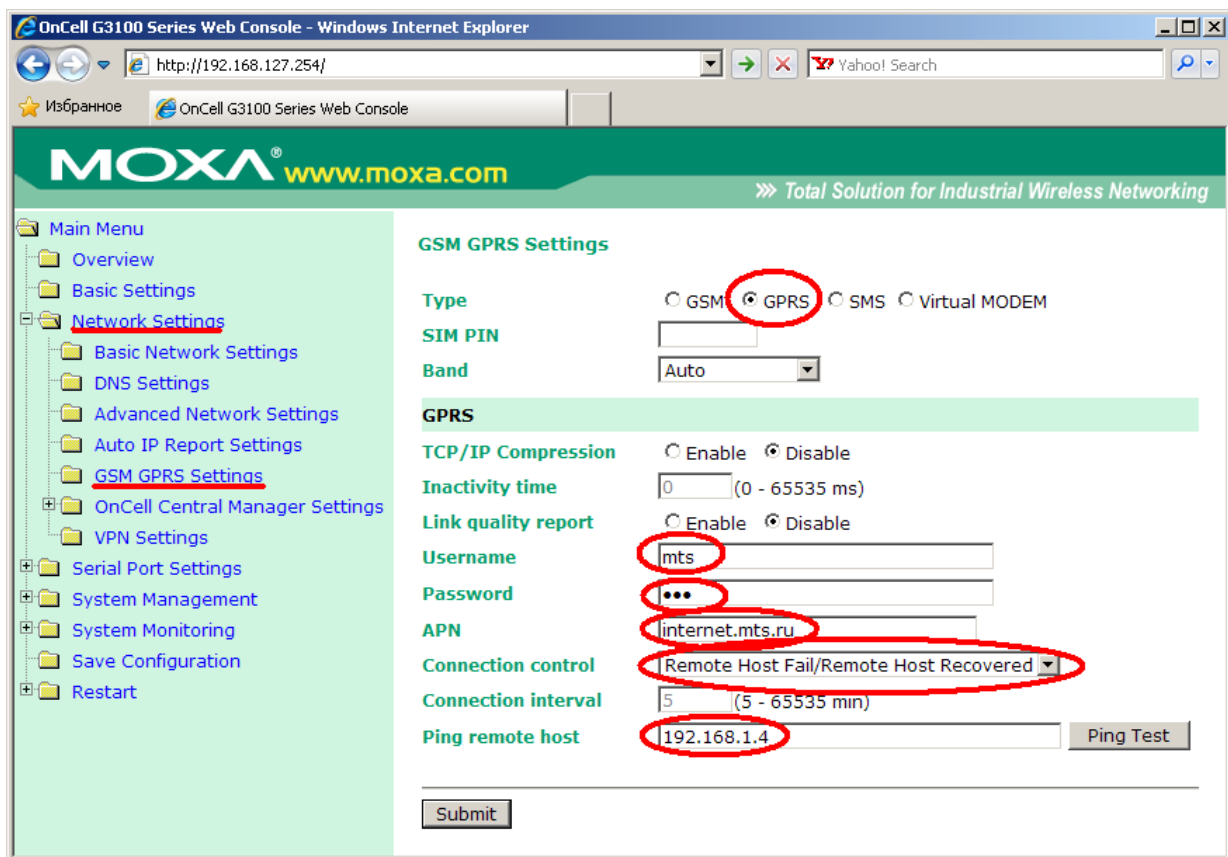 OnCell G3100 Series Web Console - Windows Internet Explorer
http://192.168.127.254/
Yahoo! Search
Избранное
OnCell G3100 Series Web Console
MOXA® www.moxa.com
Total Solution for Industrial Wireless Networking
Main Menu
Overview
Basic Settings
Network Settings
Basic Network Settings
DNS Settings
Advanced Network Settings
Auto IP Report Settings
GSM GPRS Settings
OnCell Central Manager Settings
VPN Settings
Serial Port Settings
System Management
System Monitoring
Save Configuration
Restart
GSM GPRS Settings
Type GSM GPRS SMS Virtual MODEM
SIM PIN
Band Auto
GPRS
TCP/IP Compression Enable Disable
Inactivity time 0 (0 - 65535 ms)
Link quality report Enable Disable
Username mts
Password •••
APN internet.mts.ru
Connection control Remote Host Fail/Remote Host Recovered
Connection interval 5 (5 - 65535 min)
Ping remote host 192.168.1.4 Ping Test
Submit